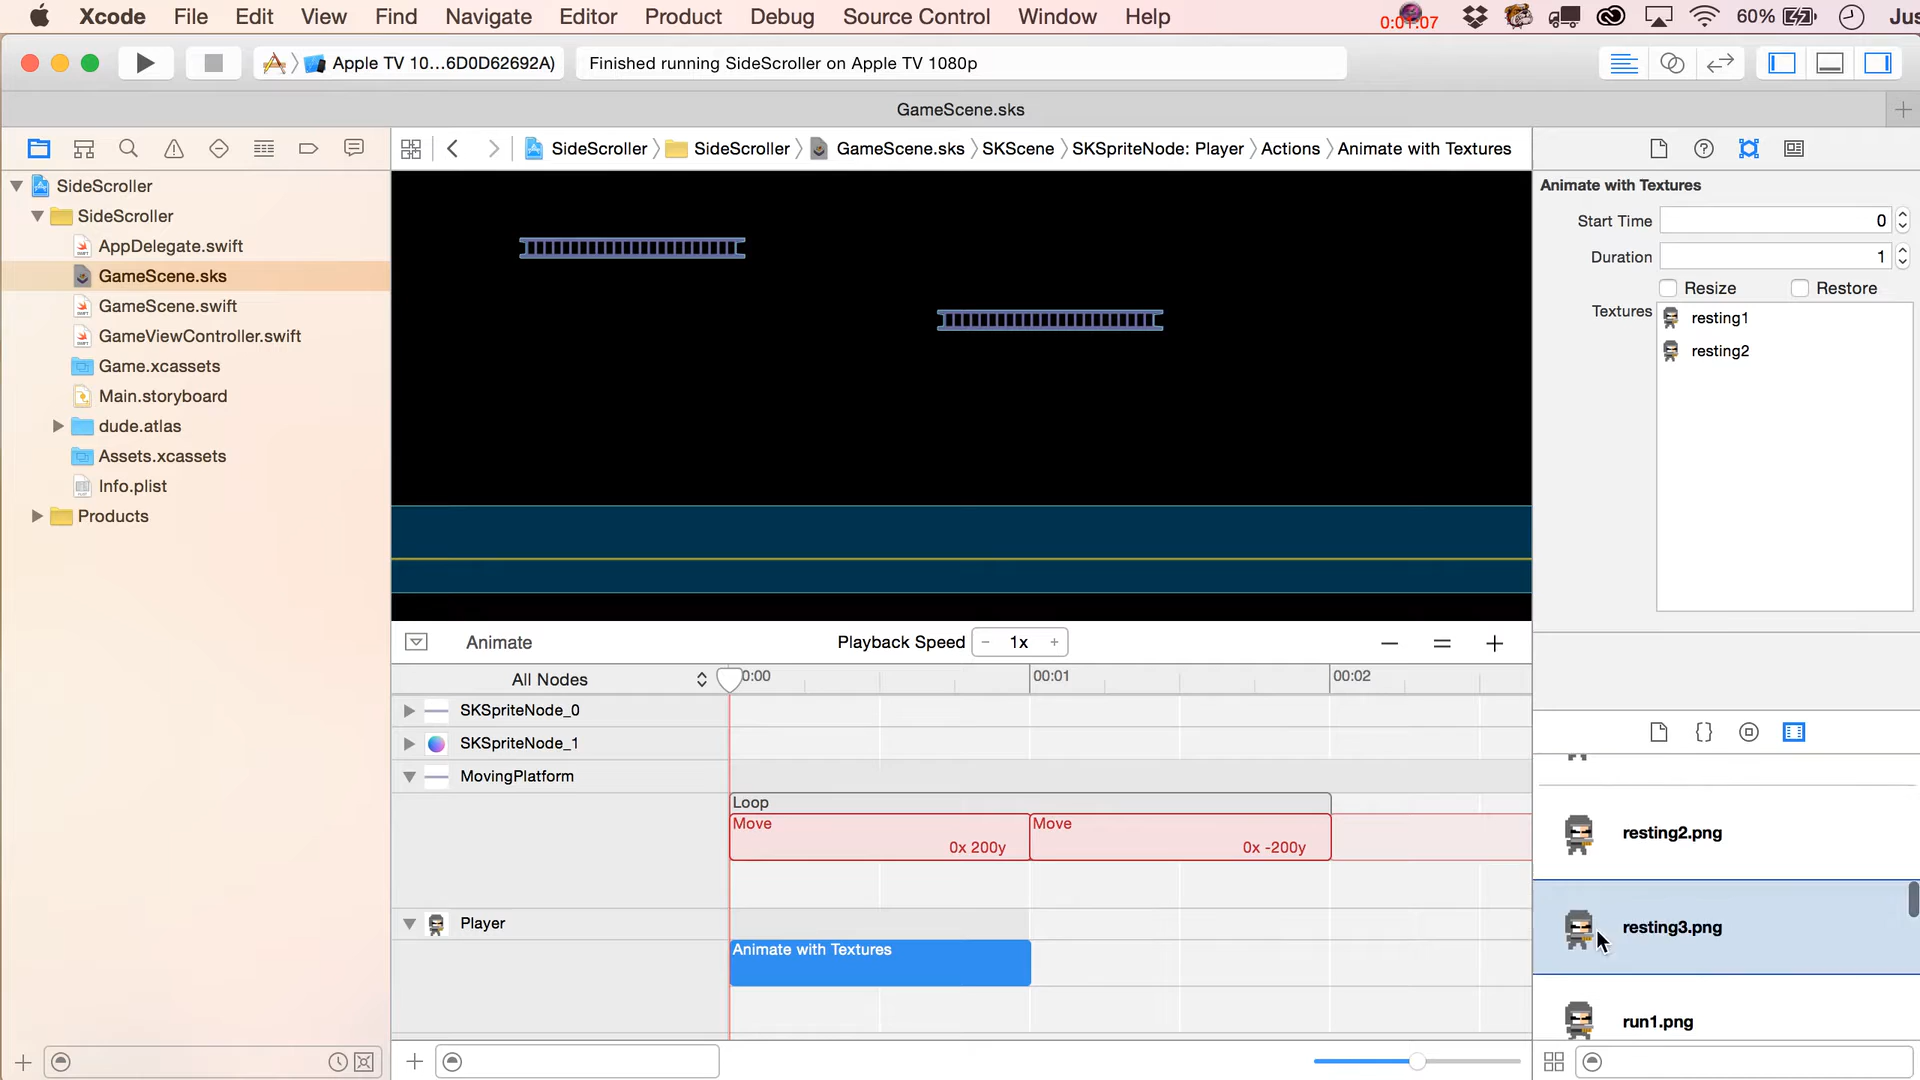 Xcode File Edit View Find Navigate Editor Product Debug Source Control Window Help 0:01:07 60% Jus
Apple TV 10...6D0D62692A) Finished running SideScroller on Apple TV 1080p
GameScene.sks
SideScroller SideScroller GameScene.sks SKScene SKSpriteNode: Player Actions Animate with Textures
SideScroller
SideScroller
AppDelegate.swift
GameScene.sks
GameScene.swift
GameViewController.swift
Game.xcassets
Main.storyboard
dude.atlas
Assets.xcassets
Info.plist
Products
Animate with Textures
Start Time 0
Duration 1
Resize Restore
Textures resting1
resting2
Animate Playback Speed - 1x +
All Nodes 0:00 00:01 00:02
SKSpriteNode_0
SKSpriteNode_1
MovingPlatform
Loop
Move Move
0x 200y 0x -200y
Player
Animate with Textures
resting2.png
resting3.png
run1.png